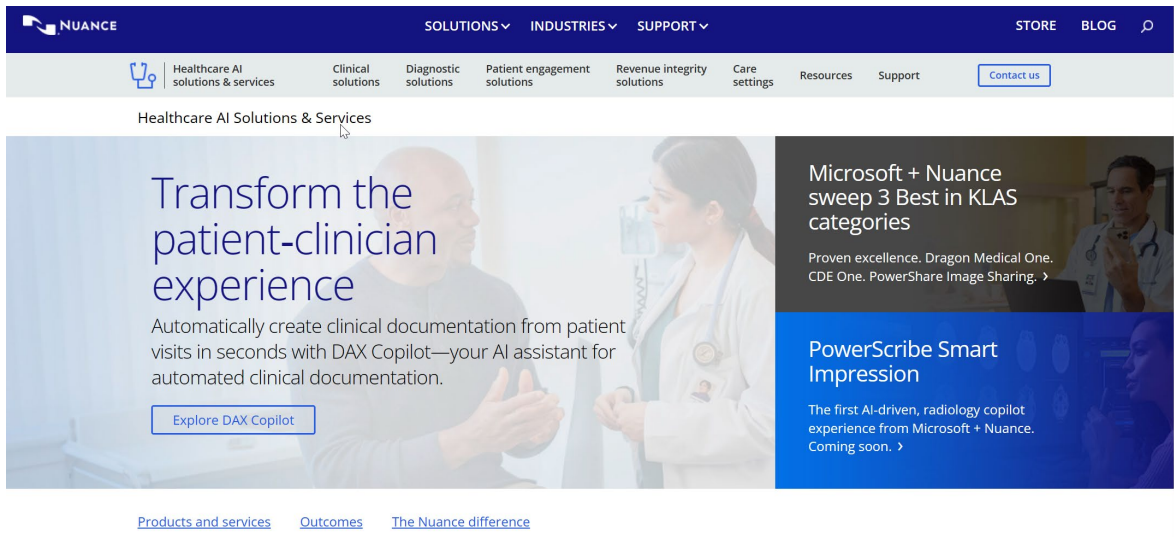 NUANCE
SOLUTIONS INDUSTRIES SUPPORT
STORE BLOG
Healthcare AI
solutions & services
Clinical
solutions
Diagnostic
solutions
Patient engagement
solutions
Revenue integrity
solutions
Care
settings
Resources
Support
Contact us
Healthcare AI Solutions & Services
Transform the
patient-clinician
experience
Automatically create clinical documentation from patient
visits in seconds with DAX Copilot—your AI assistant for
automated clinical documentation.
Explore DAX Copilot
Microsoft + Nuance
sweep 3 Best in KLAS
categories
Proven excellence. Dragon Medical One.
CDE One. PowerShare Image Sharing. ›
PowerScribe Smart
Impression
The first AI-driven, radiology copilot
experience from Microsoft + Nuance.
Coming soon. ›
Products and services Outcomes The Nuance difference